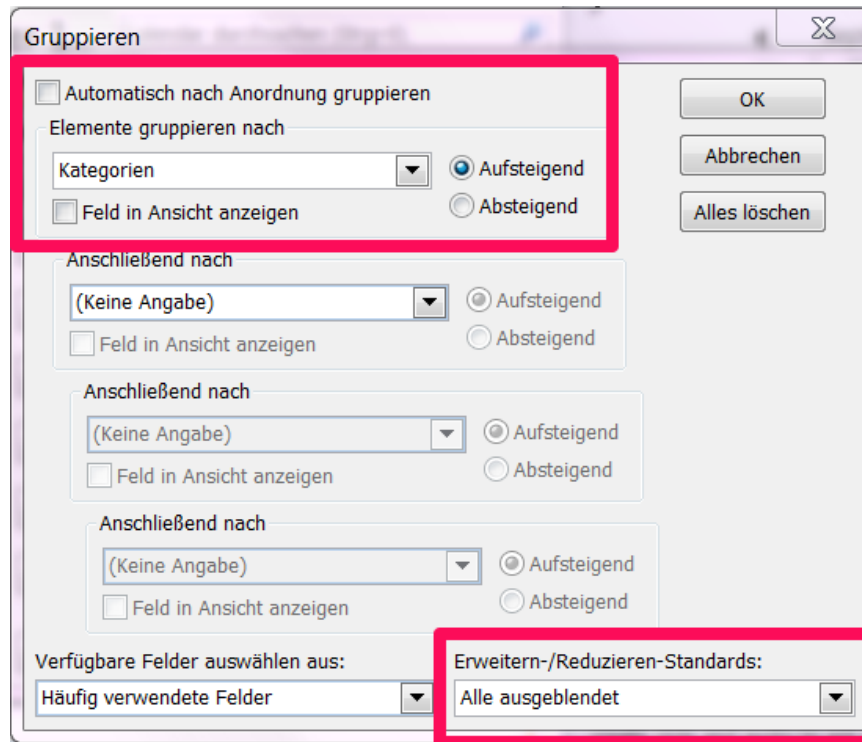 Gruppieren
Automatisch nach Anordnung gruppieren
OK
Elemente gruppieren nach
Kategorien
Aufsteigend
Abbrechen
Feld in Ansicht anzeigen
Absteigend
Alles löschen
Anschließend nach
(Keine Angabe)
Aufsteigend
Feld in Ansicht anzeigen
Absteigend
Anschließend nach
(Keine Angabe)
Aufsteigend
Feld in Ansicht anzeigen
Absteigend
Anschließend nach
(Keine Angabe)
Aufsteigend
Feld in Ansicht anzeigen
Absteigend
Verfügbare Felder auswählen aus:
Erweitern-/Reduzieren-Standards:
Häufig verwendete Felder
Alle ausgeblendet